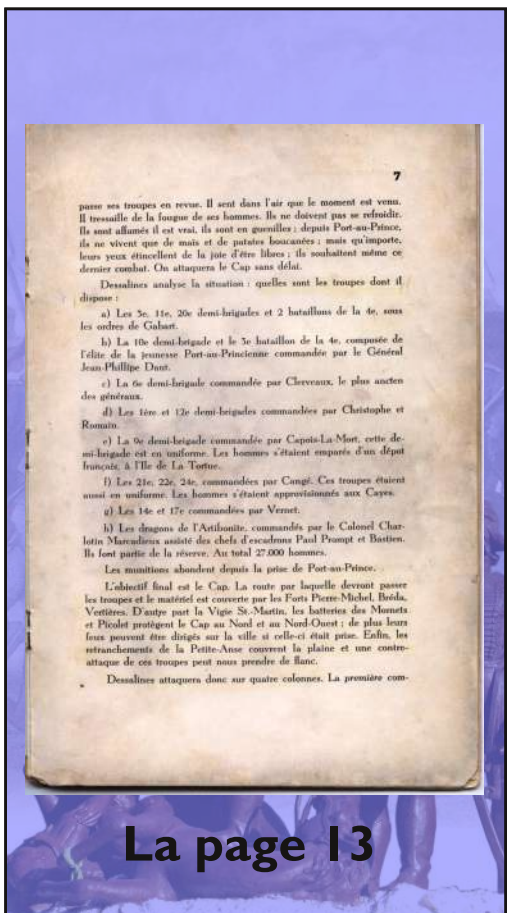 7
passe ses troupes en revue. Il sent dans l'air que le moment est venu.
Il tressaille de la fougue de ses hommes. Ils ne doivent pas se refroidir.
Ils sont affamés il est vrai, ils sont en guenilles ; depuis Port-au-Prince,
ils ne vivent que de mais et de patates boucanées ; mais qu'importe,
leurs yeux étincellent de la joie d'être libres ; ils souhaitent même ce
dernier combat. On attaquera le Cap sans délai.
Dessalines analyse la situation : quelles sont les troupes dont il
dispose :
a) Les 3e, 11e, 20e demi-brigades et 2 bataillons de la 4e, sous
les ordres de Gabart.
b) La 10e demi-brigade et le 3e bataillon de la 4e, composée de
l'élite de la jeunesse Port-au-Princienne commandée par le Général
Jean-Phillipe Daut.
c) La 6e demi-brigade commandée par Clerveaux, le plus ancien
des généraux.
d) Les 1ère et 12e demi-brigades commandées par Christophe et
Romain.
e) La 9e demi-brigade commandée par Capois-La-Mort, cette de-
mi-brigade est en uniforme. Les hommes s'étaient emparés d'un dépot
français, à l'Ile de La Tortue.
f) Les 21e, 22e, 24e, commandées par Cangé. Ces troupes étaient
aussi en uniforme. Les hommes s'étaient approvisionnés aux Cayes.
g) Les 14e et 17e commandées par Vernet.
h) Les dragons de l'Artibonite, commandés par le Colonel Char-
lotin Marcadieux assisté des chefs d'escadrons Paul Prompt et Bastien.
Ils font partie de la réserve. Au total 27.000 hommes.
Les munitions abondent depuis la prise de Port-au-Prince.
L'objectif final est le Cap. La route par laquelle devront passer
les troupes et le matériel est couverte par les Forts Pierre-Michel, Bréda,
Vertières. D'autre part la Vigie St.-Martin, les batteries des Mornets
et Picolet protègent le Cap au Nord et au Nord-Ouest ; de plus leurs
feux peuvent être dirigés sur la ville si celle-ci était prise. Enfin, les
retranchements de la Petite-Anse couvrent la plaine et une contre-
attaque de ces troupes peut nous prendre de flanc.
Dessalines attaquera donc sur quatre colonnes. La première com-
La page 13